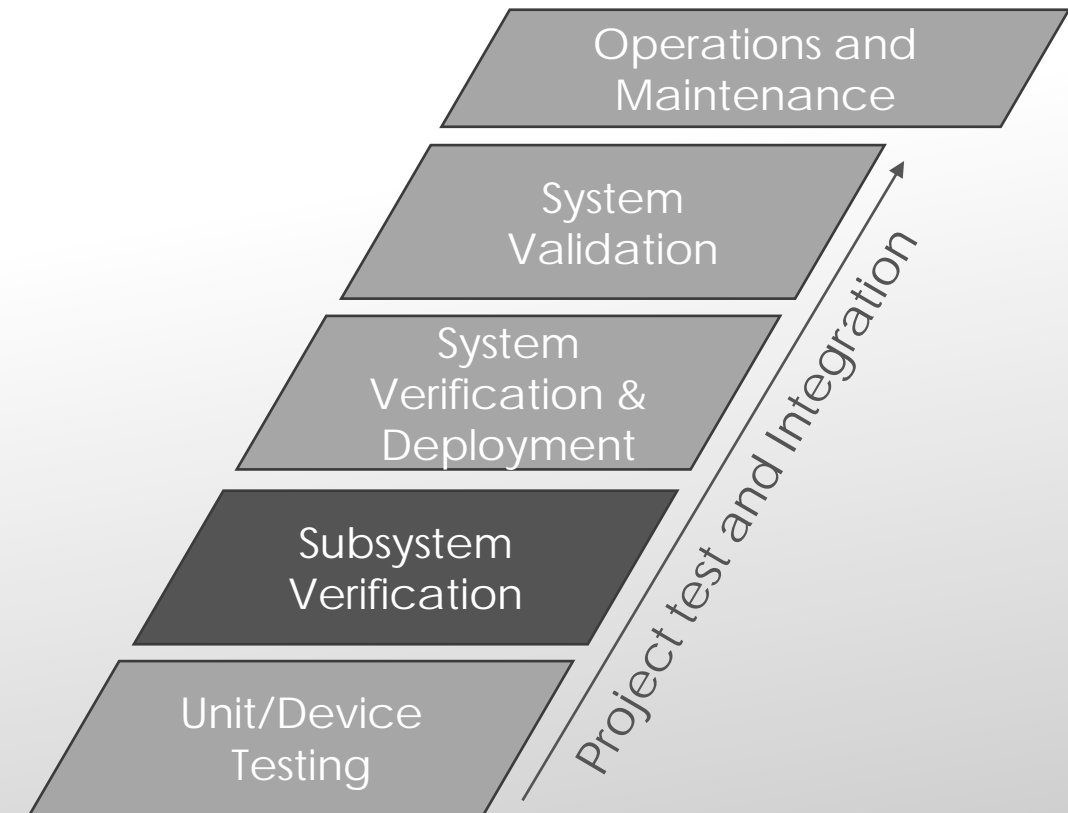 Operations and
Maintenance
System
Validation
System
Verification &
Deployment
Subsystem
Verification
Unit/Device
Testing
Project test and Integration